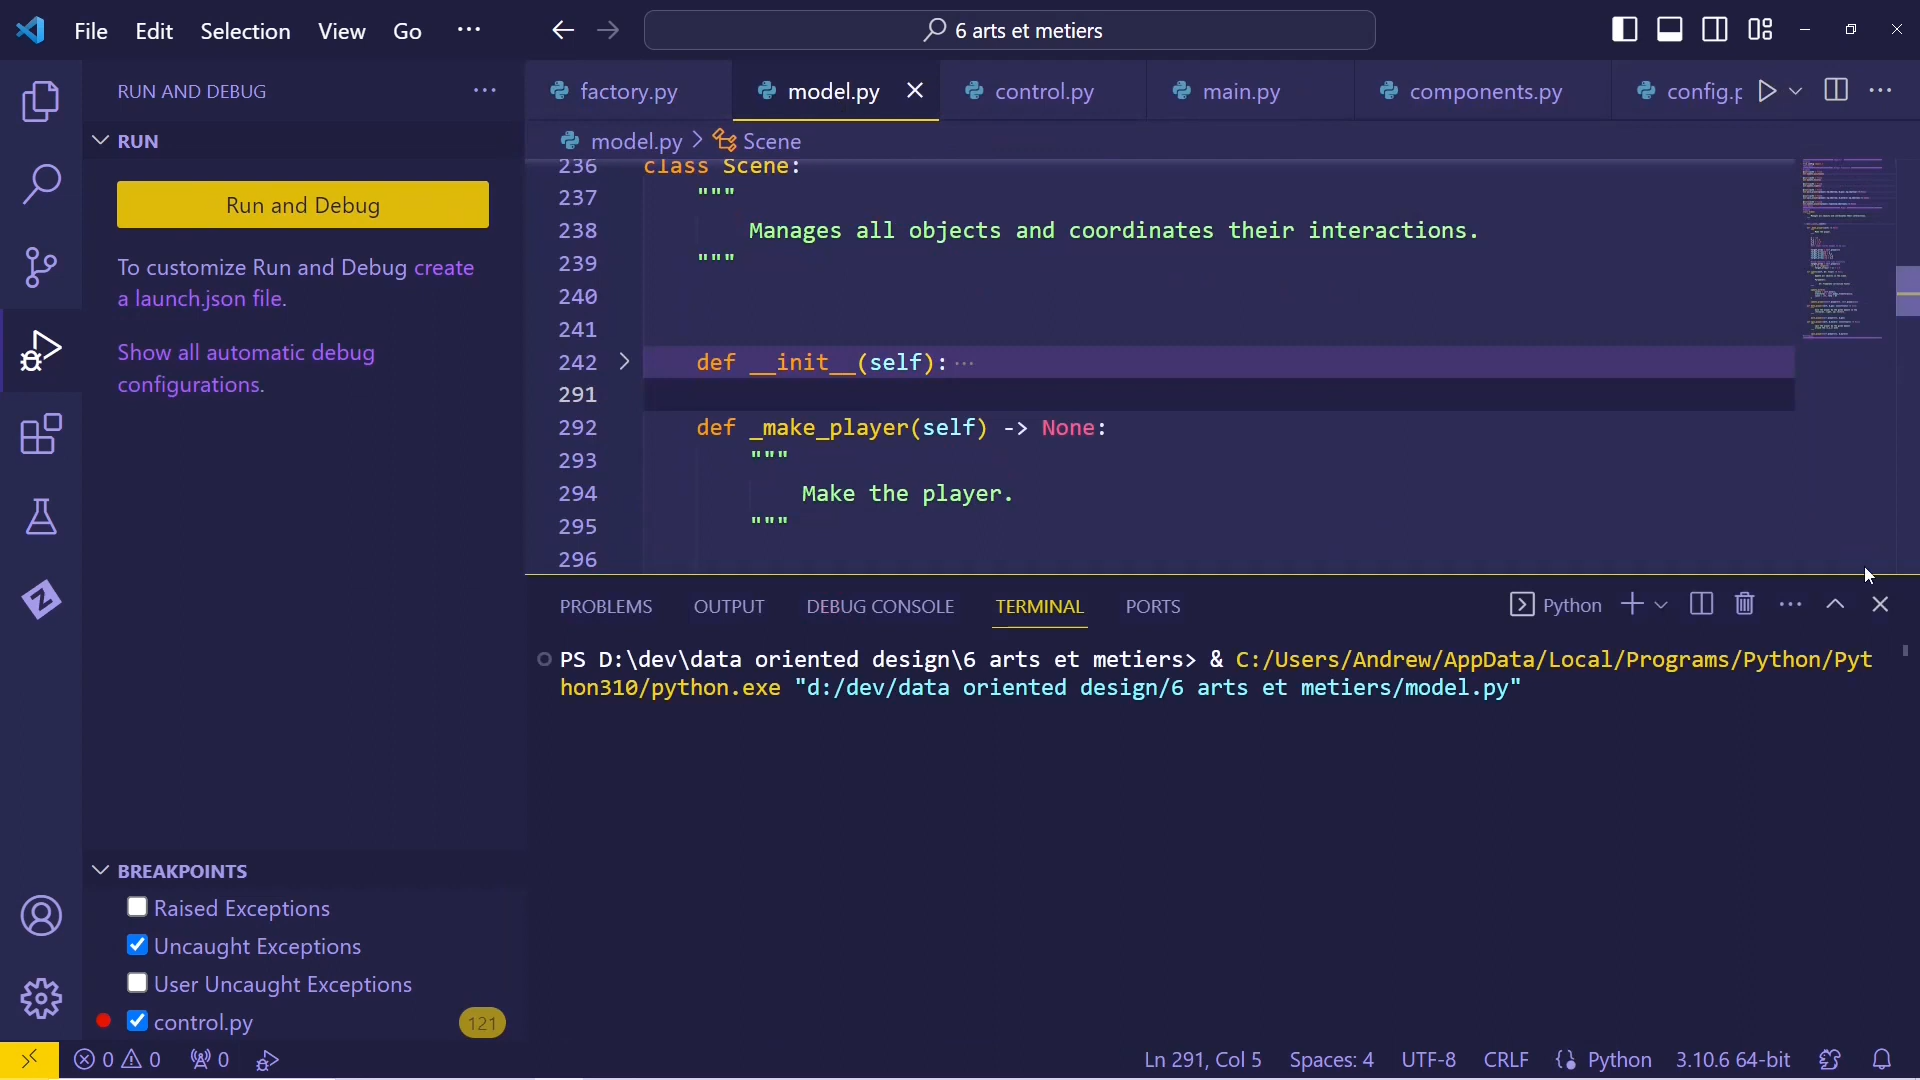 File Edit Selection View Go ···
6 arts et metiers
RUN AND DEBUG
factory.py model.py control.py main.py components.py config.p
RUN
model.py > Scene
Run and Debug
To customize Run and Debug create
a launch.json file.
Show all automatic debug
configurations.
236 class Scene:
237 """
238 Manages all objects and coordinates their interactions.
239 """
240
241
242 def __init__(self): ···
291
292 def _make_player(self) -> None:
293 """
294 Make the player.
295 """
296
PROBLEMS OUTPUT DEBUG CONSOLE TERMINAL PORTS Python
PS D:\dev\data oriented design\6 arts et metiers> & C:/Users/Andrew/AppData/Local/Programs/Python/Pyt
hon310/python.exe "d:/dev/data oriented design/6 arts et metiers/model.py"
BREAKPOINTS
Raised Exceptions
Uncaught Exceptions
User Uncaught Exceptions
control.py 121
0 0 0 Ln 291, Col 5 Spaces: 4 UTF-8 CRLF Python 3.10.6 64-bit